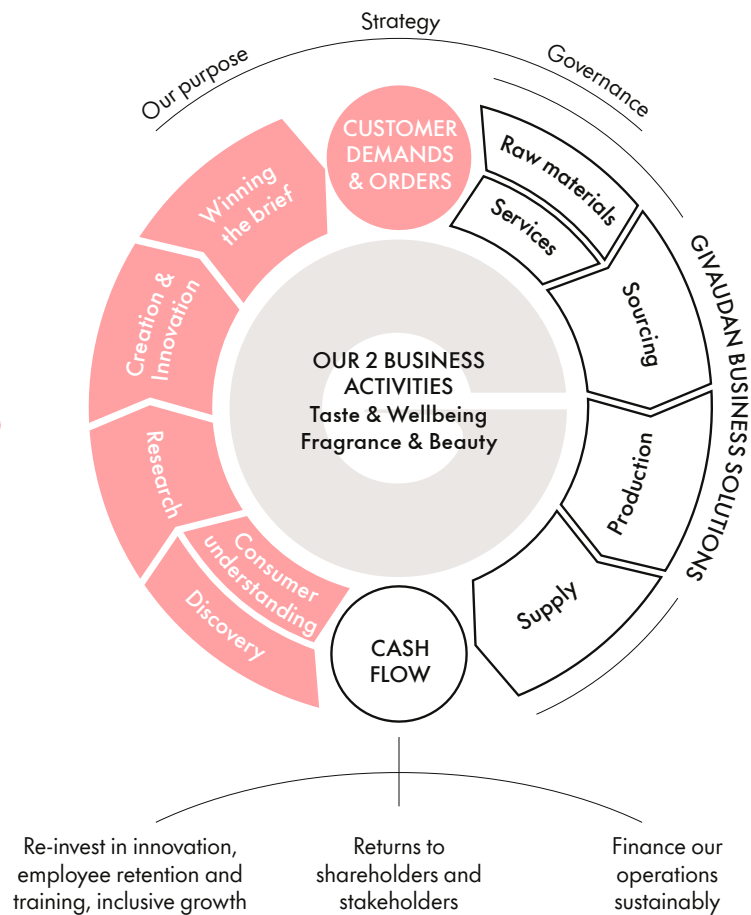 Our purpose
Strategy
Governance
CUSTOMER
DEMANDS
& ORDERS
Raw materials
Services
Sourcing
Production
Supply
GIVAUDAN BUSINESS SOLUTIONS
Winning
the brief
Creation &
Innovation
Research
Consumer
understanding
Discovery
OUR 2 BUSINESS
ACTIVITIES
Taste & Wellbeing
Fragrance & Beauty
CASH
FLOW
Re-invest in innovation,
employee retention and
training, inclusive growth
Returns to
shareholders and
stakeholders
Finance our
operations
sustainably